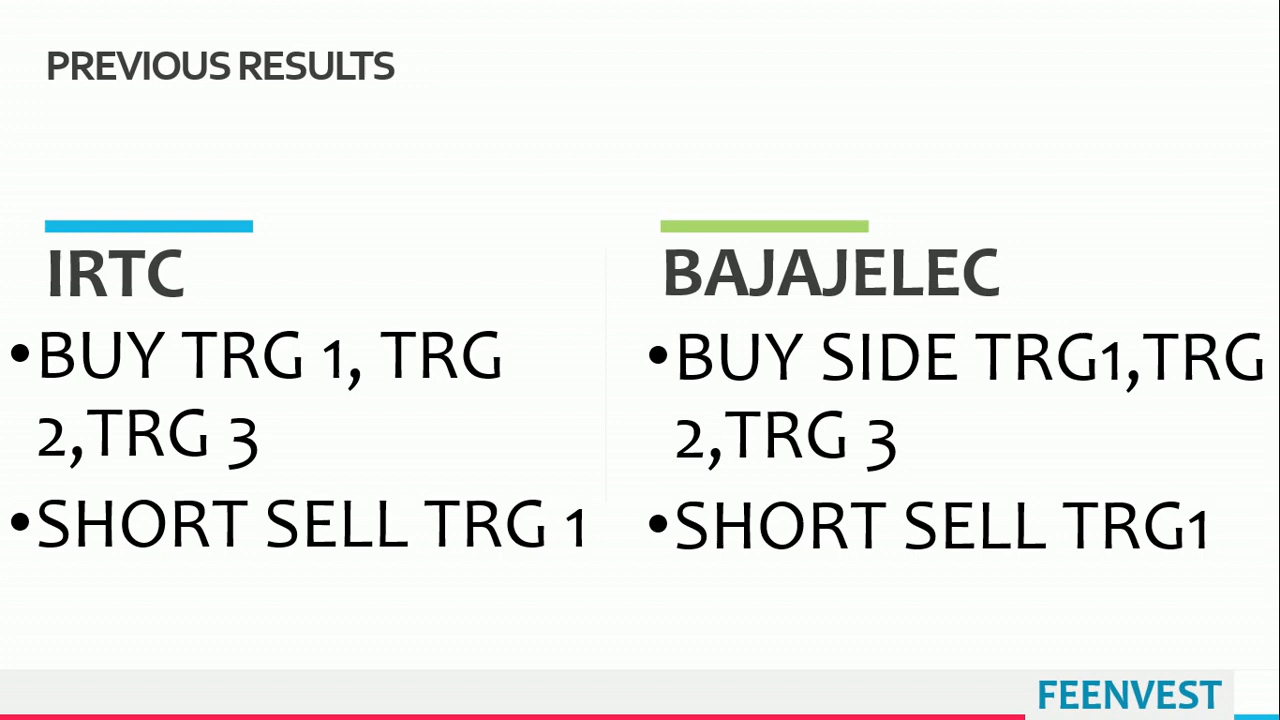 PREVIOUS RESULTS
IRTC
•BUY TRG 1, TRG
2,TRG 3
•SHORT SELL TRG 1
BAJAJELEC
•BUY SIDE TRG1,TRG
2,TRG 3
•SHORT SELL TRG1
FEENVEST